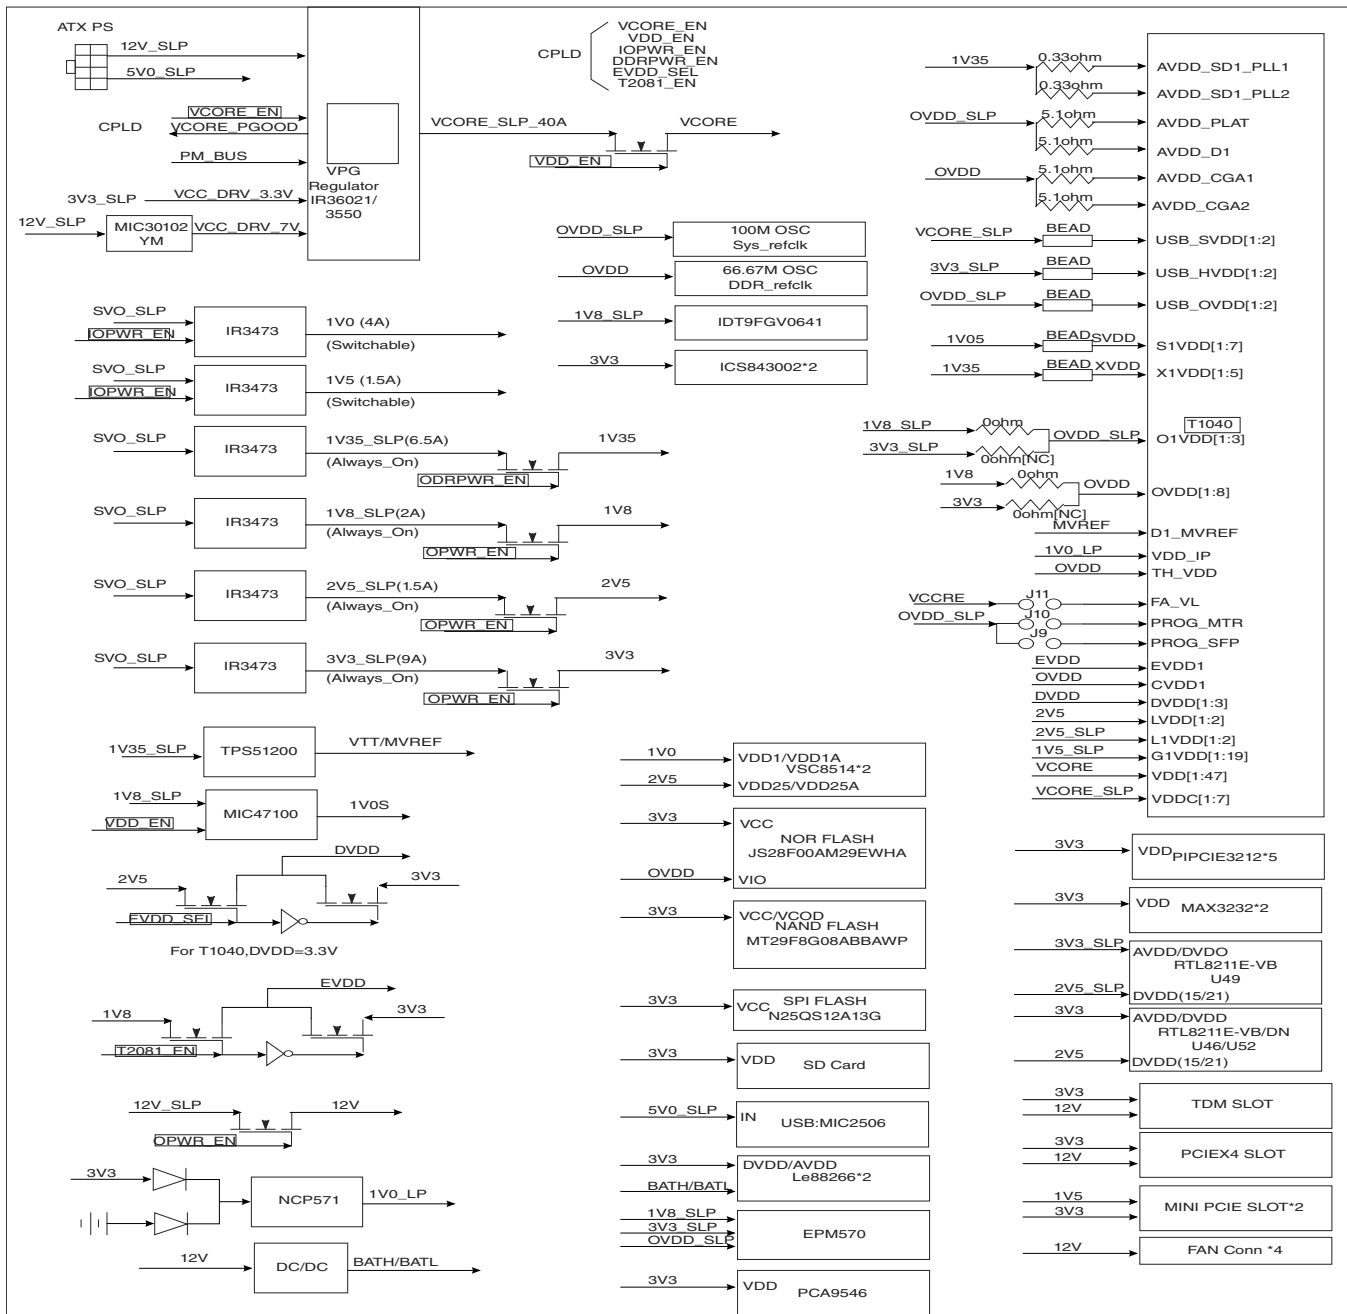 ATX PS
12V_SLP
5V0_SLP
VCORE_EN
CPLD
VCORE_PGOOD
PM_BUS
3V3_SLP
VCC_DRV_3.3V
12V_SLP
MIC30102
YM
VCC_DRV_7V
VPG
Regulator
IR36021/
3550
VCORE_SLP_40A
VCORE
VDD_EN
CPLD
VCORE_EN
VDD_EN
IOPWR_EN
DDRPWR_EN
EVDD_SEL
T2081_EN
OVDD_SLP
100M OSC
Sys_refclk
OVDD
66.67M OSC
DDR_refclk
1V8_SLP
IDT9FGV0641
3V3
ICS843002*2
SVO_SLP
IOPWR_EN
IR3473
1V0 (4A)
(Switchable)
SVO_SLP
IOPWR_EN
IR3473
1V5 (1.5A)
(Switchable)
SVO_SLP
IR3473
1V35_SLP(6.5A)
(Always_On)
1V35
ODRPWR_EN
SVO_SLP
IR3473
1V8_SLP(2A)
(Always_On)
1V8
OPWR_EN
SVO_SLP
IR3473
2V5_SLP(1.5A)
(Always_On)
2V5
OPWR_EN
SVO_SLP
IR3473
3V3_SLP(9A)
(Always_On)
3V3
OPWR_EN
1V35_SLP
TPS51200
VTT/MVREF
1V8_SLP
VDD_EN
MIC47100
1V0S
DVDD
2V5
3V3
EVDD_SEL
For T1040,DVDD=3.3V
EVDD
1V8
3V3
T2081_EN
12V_SLP
12V
OPWR_EN
3V3
NCP571
1V0_LP
12V
DC/DC
BATH/BATL
1V0
VDD1/VDD1A
VSC8514*2
2V5
VDD25/VDD25A
3V3
VCC
NOR FLASH
JS28F00AM29EWHA
OVDD
VIO
3V3
VCC/VCOD
NAND FLASH
MT29F8G08ABBAWP
3V3
VCC
SPI FLASH
N25QS12A13G
3V3
VDD
SD Card
5V0_SLP
IN
USB:MIC2506
3V3
DVDD/AVDD
Le88266*2
BATH/BATL
1V8_SLP
3V3_SLP
OVDD_SLP
EPM570
3V3
VDD
PCA9546
1V35
0.33ohm
AVDD_SD1_PLL1
0.33ohm
AVDD_SD1_PLL2
OVDD_SLP
5.1ohm
AVDD_PLAT
5.1ohm
AVDD_D1
OVDD
5.1ohm
AVDD_CGA1
5.1ohm
AVDD_CGA2
VCORE_SLP
BEAD
USB_SVDD[1:2]
3V3_SLP
BEAD
USB_HVDD[1:2]
OVDD_SLP
BEAD
USB_OVDD[1:2]
1V05
BEAD
SVDD
S1VDD[1:7]
1V35
BEAD
XVDD
X1VDD[1:5]
T1040
1V8_SLP
0ohm
OVDD_SLP
O1VDD[1:3]
3V3_SLP
0ohm[NC]
1V8
0ohm
OVDD
OVDD[1:8]
3V3
0ohm[NC]
MVREF
D1_MVREF
1V0_LP
VDD_IP
OVDD
TH_VDD
VCCRE
J11
FA_VL
OVDD_SLP
J10
PROG_MTR
J9
PROG_SFP
EVDD
EVDD1
OVDD
CVDD1
DVDD
DVDD[1:3]
2V5
LVDD[1:2]
2V5_SLP
L1VDD[1:2]
1V5_SLP
G1VDD[1:19]
VCORE
VDD[1:47]
VCORE_SLP
VDDC[1:7]
3V3
VDD
PIPCIE3212*5
3V3
VDD
MAX3232*2
3V3_SLP
AVDD/DVDO
RTL8211E-VB
U49
2V5_SLP
DVDD(15/21)
3V3
AVDD/DVDD
RTL8211E-VB/DN
U46/U52
2V5
DVDD(15/21)
3V3
12V
TDM SLOT
3V3
12V
PCIEX4 SLOT
1V5
3V3
MINI PCIE SLOT*2
12V
FAN Conn *4